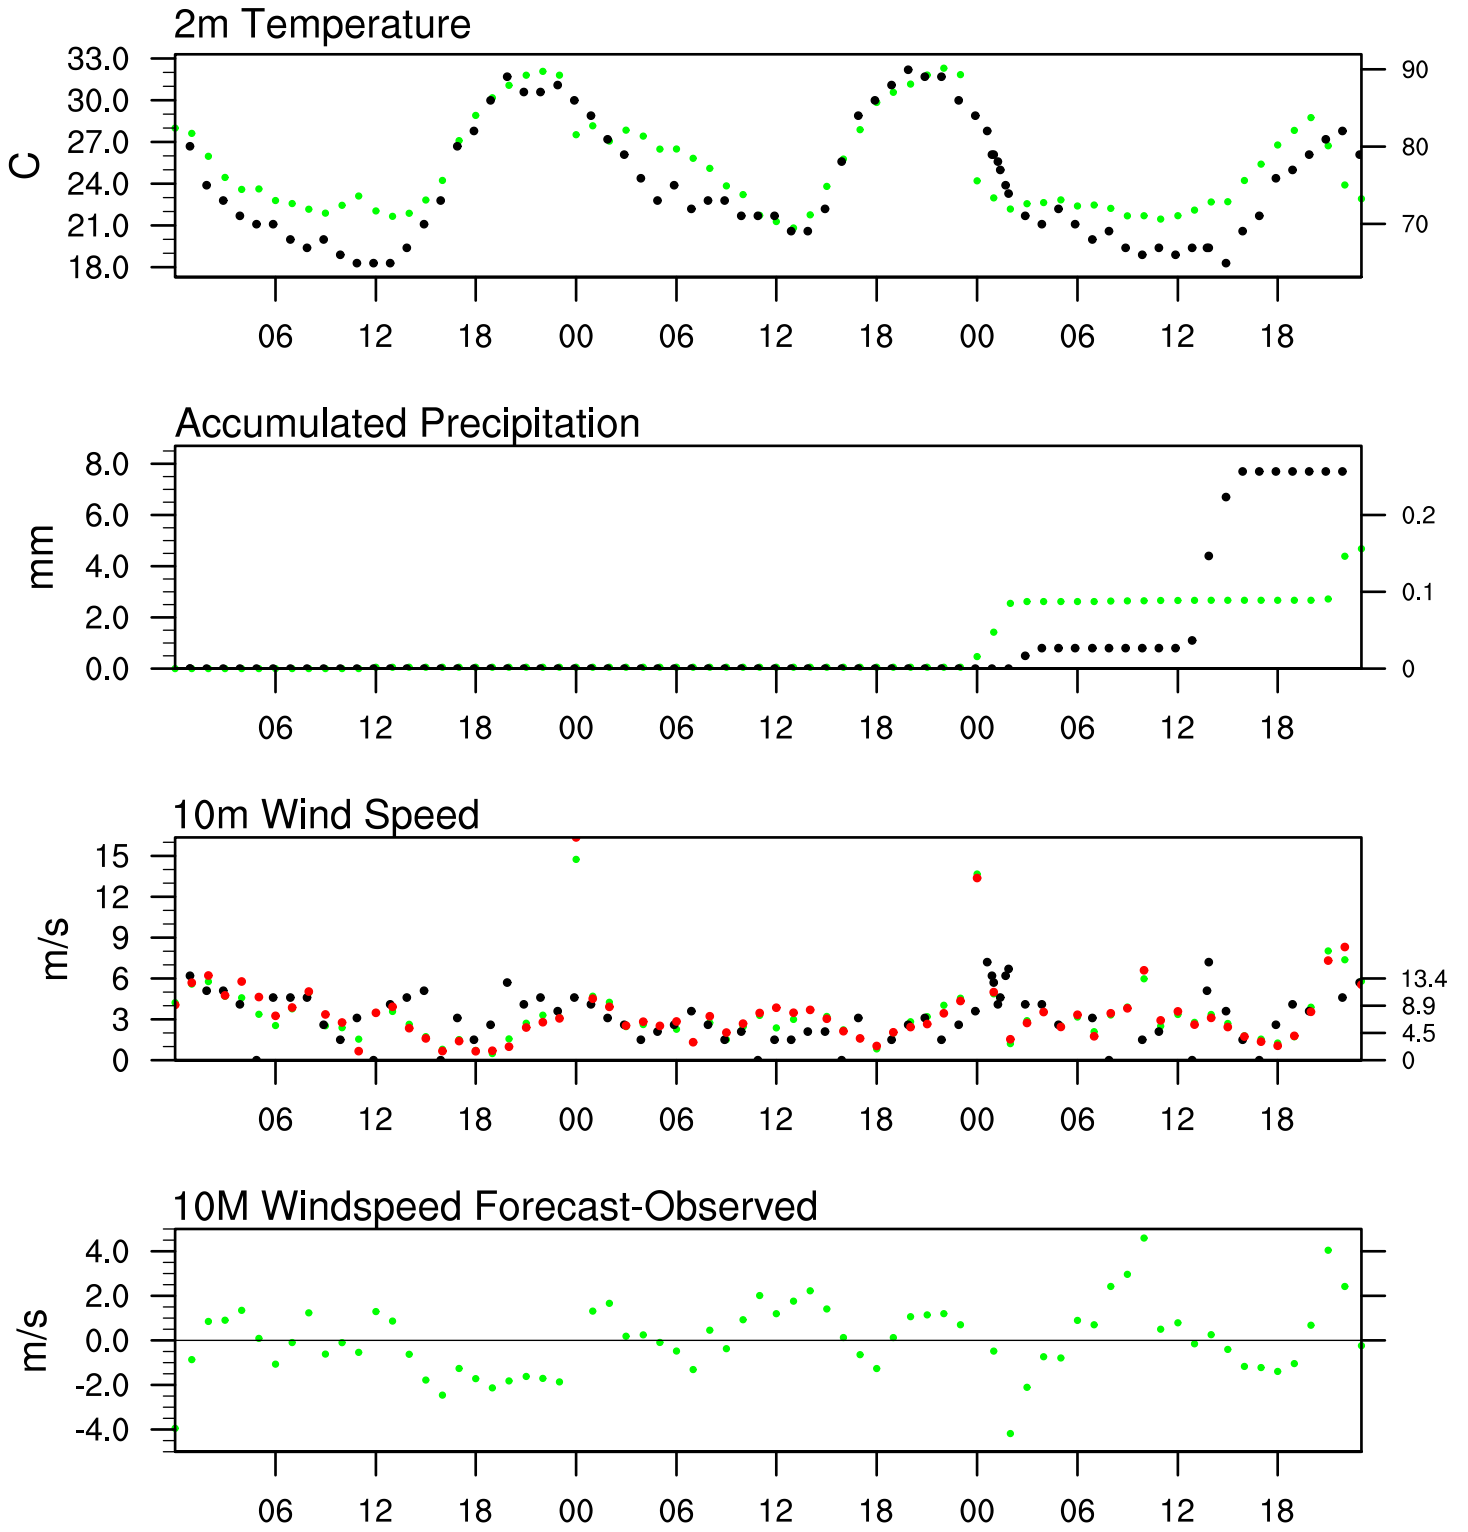 2m Temperature
33.0
30.0
27.0
24.0
21.0
18.0
C
90
80
70
06 12 18 00 06 12 18 00 06 12 18
Accumulated Precipitation
8.0
6.0
4.0
2.0
0.0
mm
0.2
0.1
0
06 12 18 00 06 12 18 00 06 12 18
10m Wind Speed
15
12
9
6
3
0
m/s
13.4
8.9
4.5
0
06 12 18 00 06 12 18 00 06 12 18
10M Windspeed Forecast-Observed
4.0
2.0
0.0
-2.0
-4.0
m/s
06 12 18 00 06 12 18 00 06 12 18